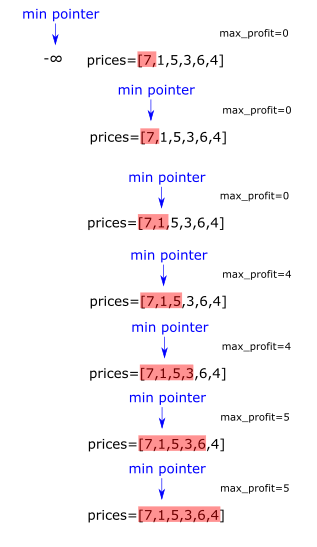 min pointer
max_profit=0
-∞ prices=[7,1,5,3,6,4]
min pointer
max_profit=0
prices=[7,1,5,3,6,4]
min pointer
max_profit=0
prices=[7,1,5,3,6,4]
min pointer
max_profit=4
prices=[7,1,5,3,6,4]
min pointer
max_profit=4
prices=[7,1,5,3,6,4]
min pointer
max_profit=5
prices=[7,1,5,3,6,4]
min pointer
max_profit=5
prices=[7,1,5,3,6,4]